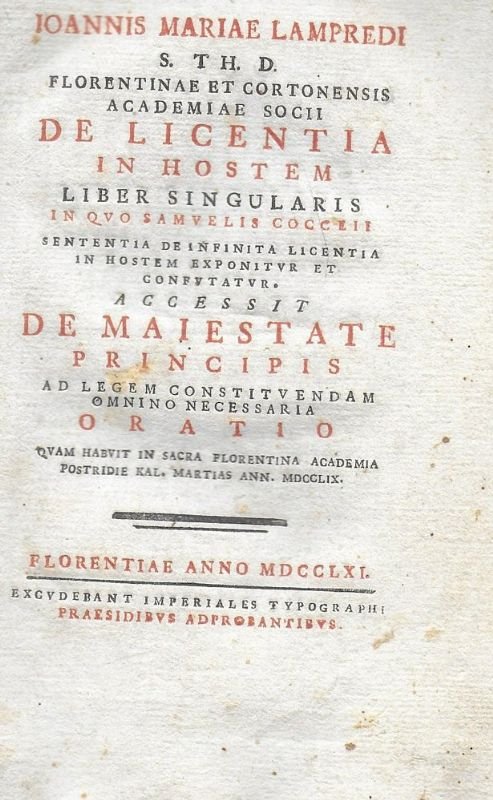 IOANNIS MARIAE LAMPREDI
S. TH. D.
FLORENTINAE ET CORTONENSIS
ACADEMIAE SOCII
DE LICENTIA
IN HOSTEM
LIBER SINGULARIS
IN QVO SAMVELIS COCCEII
SENTENTIA DE INFINITA LICENTIA
IN HOSTEM EXPONITVR ET
CONFVTATVR.
ACCESSIT
DE MAIESTATE
PRINCIPIS
AD LEGEM CONSTITVENDAM
OMNINO NECESSARIA
ORATIO
QVAM HABVIT IN SACRA FLORENTINA ACADEMIA
POSTRIDIE KAL. MARTIAS ANN. MDCCLIX.
FLORENTIAE ANNO MDCCLXI.
EXCVDEBANT IMPERIALES TYPOGRAPHI
PRAESIDIBVS ADPROBANTIBVS.